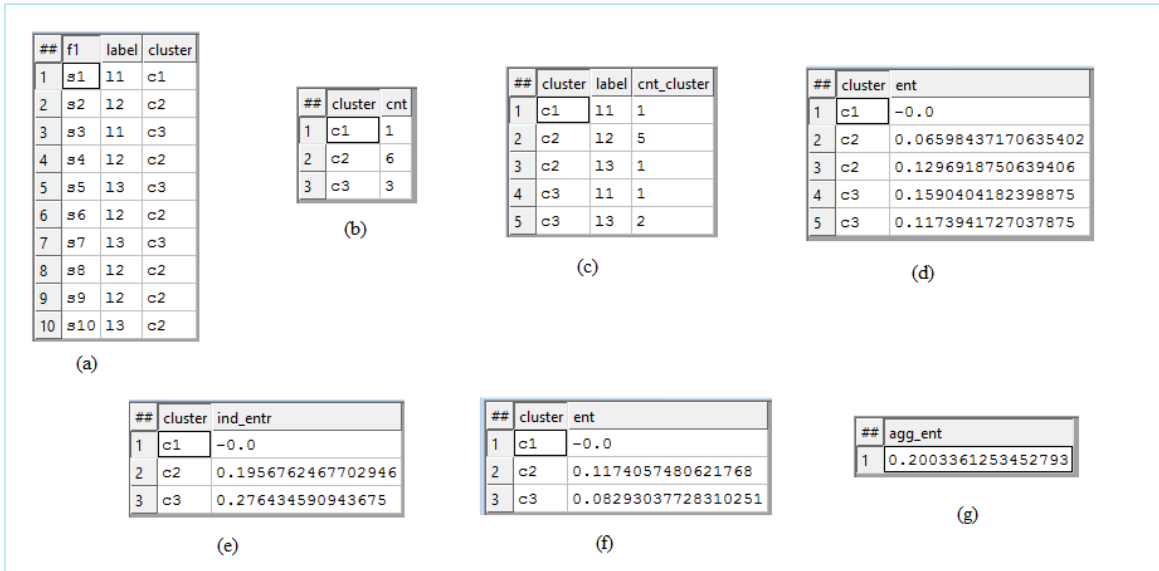 ## f1 label cluster
1 s1 l1 c1
2 s2 l2 c2
3 s3 l1 c3
4 s4 l2 c2
5 s5 l3 c3
6 s6 l2 c2
7 s7 l3 c3
8 s8 l2 c2
9 s9 l2 c2
10 s10 l3 c2
(a)
## cluster cnt
1 c1 1
2 c2 6
3 c3 3
(b)
## cluster label cnt_cluster
1 c1 l1 1
2 c2 l2 5
3 c2 l3 1
4 c3 l1 1
5 c3 l3 2
(c)
## cluster ent
1 c1 -0.0
2 c2 0.06598437170635402
3 c2 0.1296918750639406
4 c3 0.1590404182398875
5 c3 0.1173941727037875
(d)
## cluster ind_entr
1 c1 -0.0
2 c2 0.1956762467702946
3 c3 0.276434590943675
(e)
## cluster ent
1 c1 -0.0
2 c2 0.1174057480621768
3 c3 0.08293037728310251
(f)
## agg_ent
1 0.2003361253452793
(g)